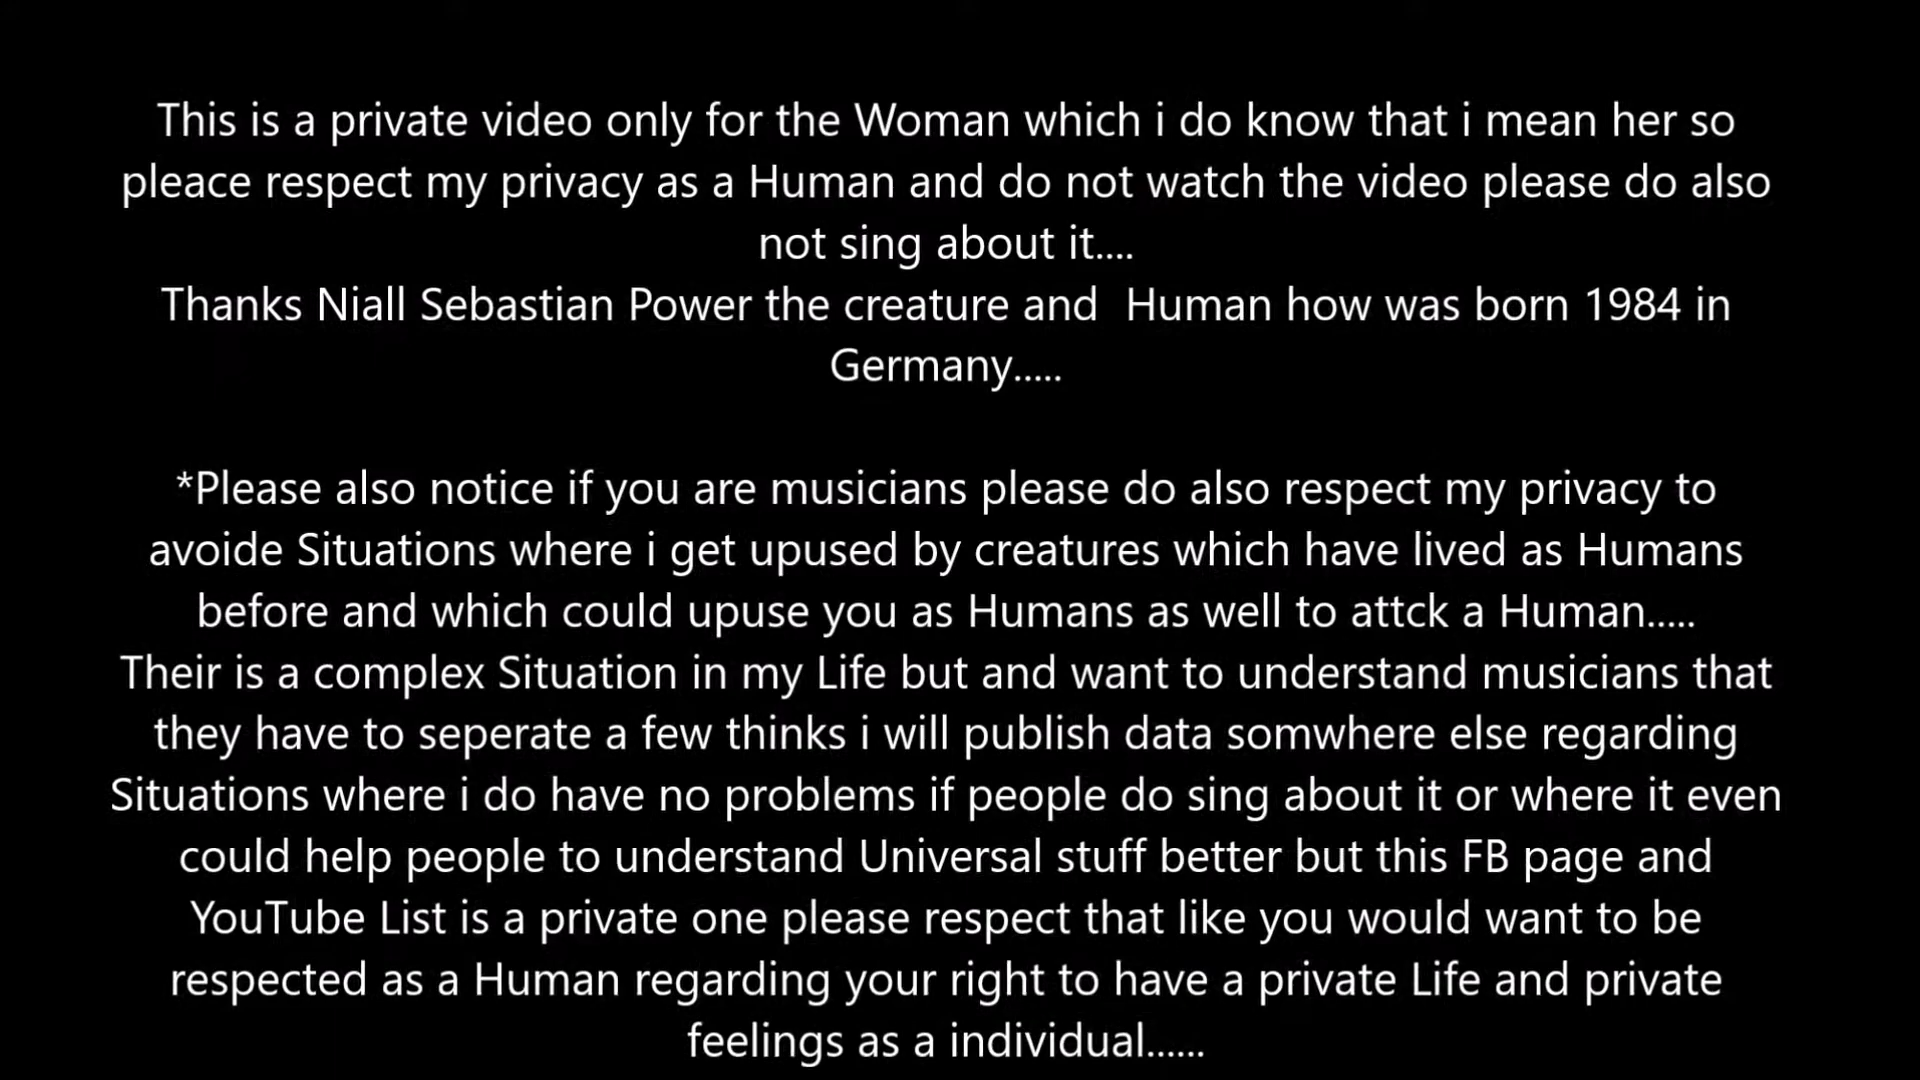 This is a private video only for the Woman which i do know that i mean her so
pleace respect my privacy as a Human and do not watch the video please do also
not sing about it....
Thanks Niall Sebastian Power the creature and  Human how was born 1984 in
Germany.....
*Please also notice if you are musicians please do also respect my privacy to
avoide Situations where i get upused by creatures which have lived as Humans
before and which could upuse you as Humans as well to attck a Human.....
Their is a complex Situation in my Life but and want to understand musicians that
they have to seperate a few thinks i will publish data somwhere else regarding
Situations where i do have no problems if people do sing about it or where it even
could help people to understand Universal stuff better but this FB page and
YouTube List is a private one please respect that like you would want to be
respected as a Human regarding your right to have a private Life and private
feelings as a individual......